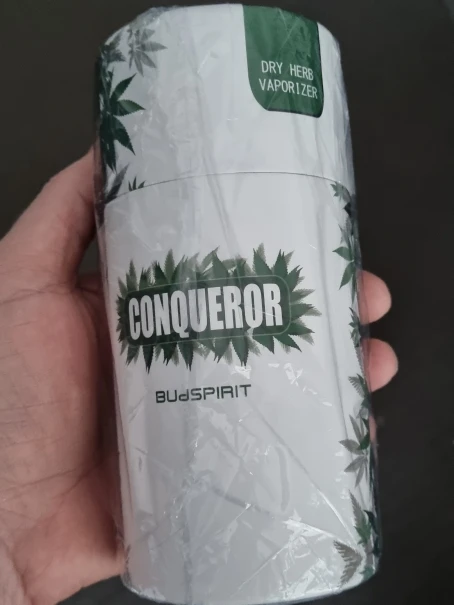 DRY HERB
VAPORIZER
CONQUEROR
BUdSPIRIT